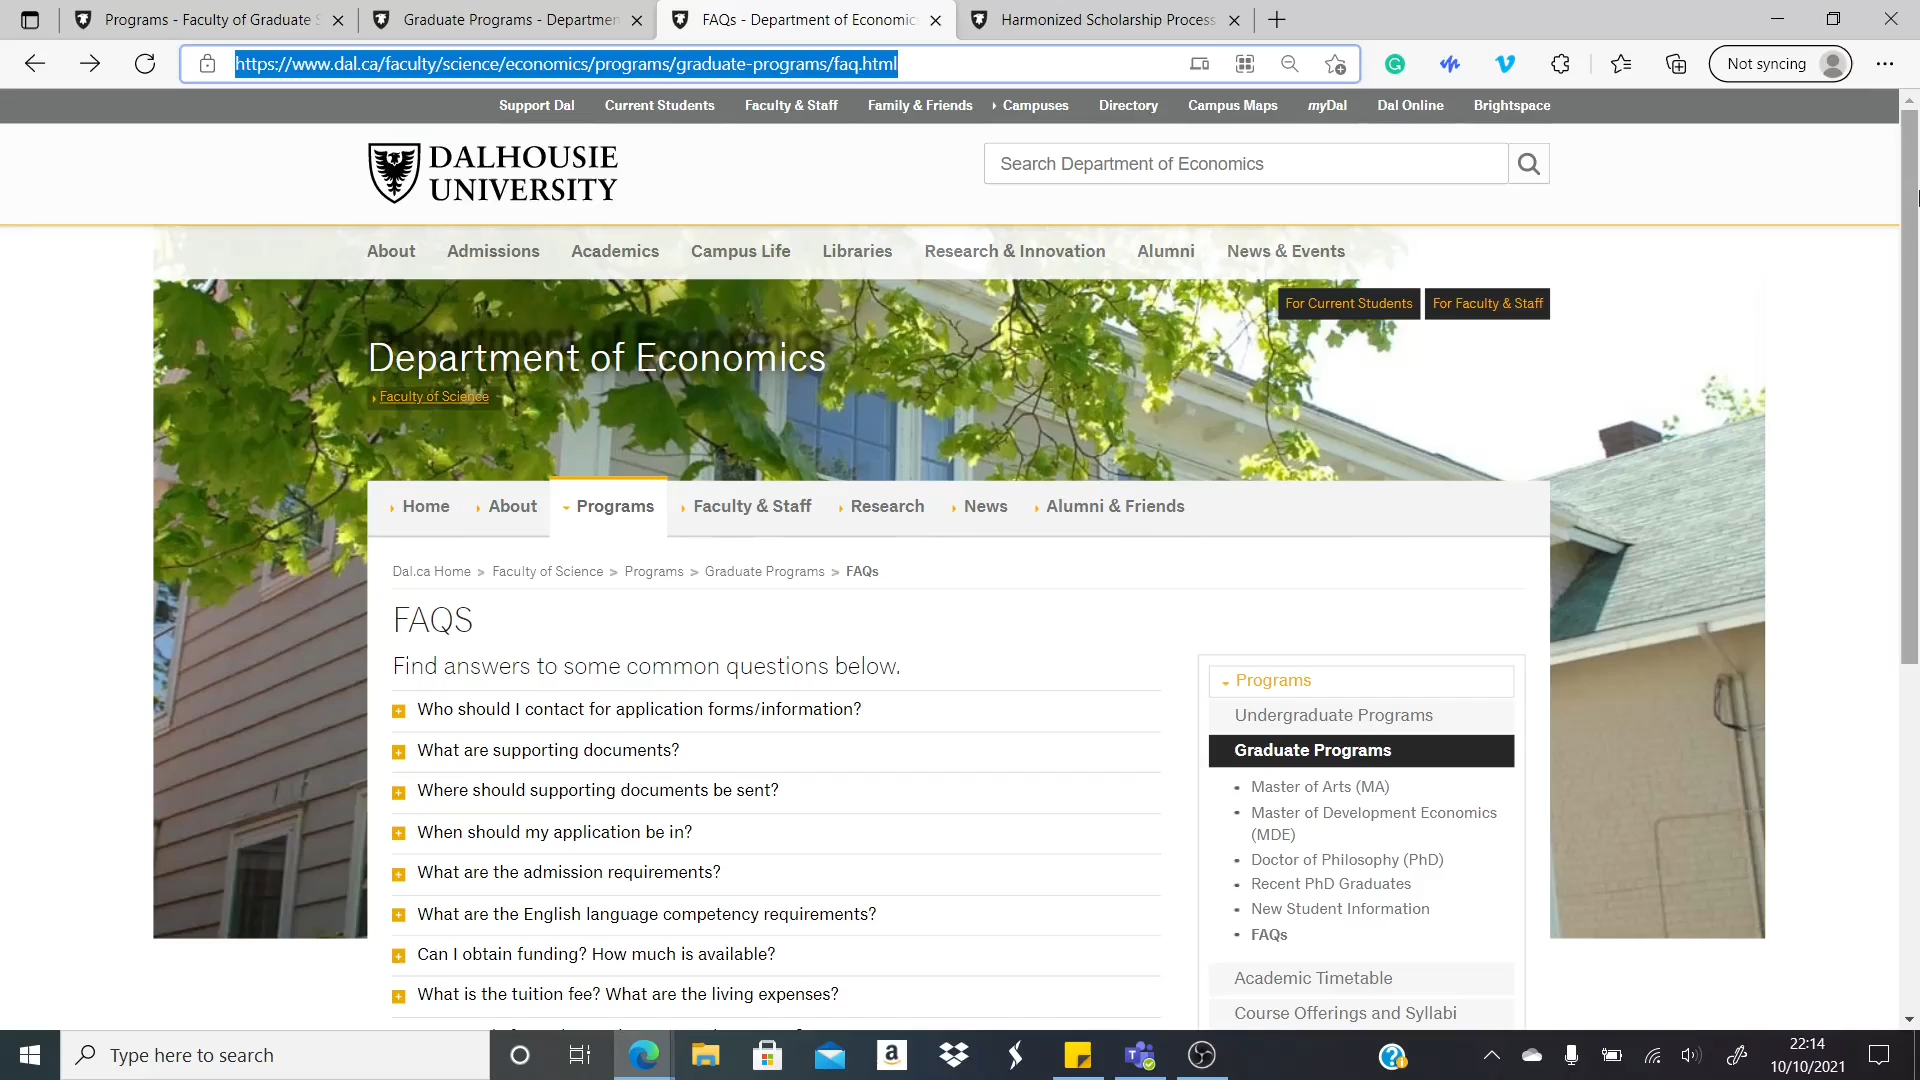 Programs - Faculty of Graduate S
Graduate Programs - Departmen
FAQs - Department of Economic
Harmonized Scholarship Process
https://www.dal.ca/faculty/science/economics/programs/graduate-programs/faq.html
Not syncing
Support Dal
Current Students
Faculty & Staff
Family & Friends
Campuses
Directory
Campus Maps
myDal
Dal Online
Brightspace
DALHOUSIE
UNIVERSITY
Search Department of Economics
About
Admissions
Academics
Campus Life
Libraries
Research & Innovation
Alumni
News & Events
For Current Students
For Faculty & Staff
Department of Economics
Faculty of Science
Home
About
Programs
Faculty & Staff
Research
News
Alumni & Friends
Dal.ca Home > Faculty of Science > Programs > Graduate Programs > FAQs
FAQS
Find answers to some common questions below.
Who should I contact for application forms/information?
What are supporting documents?
Where should supporting documents be sent?
When should my application be in?
What are the admission requirements?
What are the English language competency requirements?
Can I obtain funding? How much is available?
What is the tuition fee? What are the living expenses?
Programs
Undergraduate Programs
Graduate Programs
Master of Arts (MA)
Master of Development Economics
(MDE)
Doctor of Philosophy (PhD)
Recent PhD Graduates
New Student Information
FAQs
Academic Timetable
Course Offerings and Syllabi
Type here to search
22:14
10/10/2021